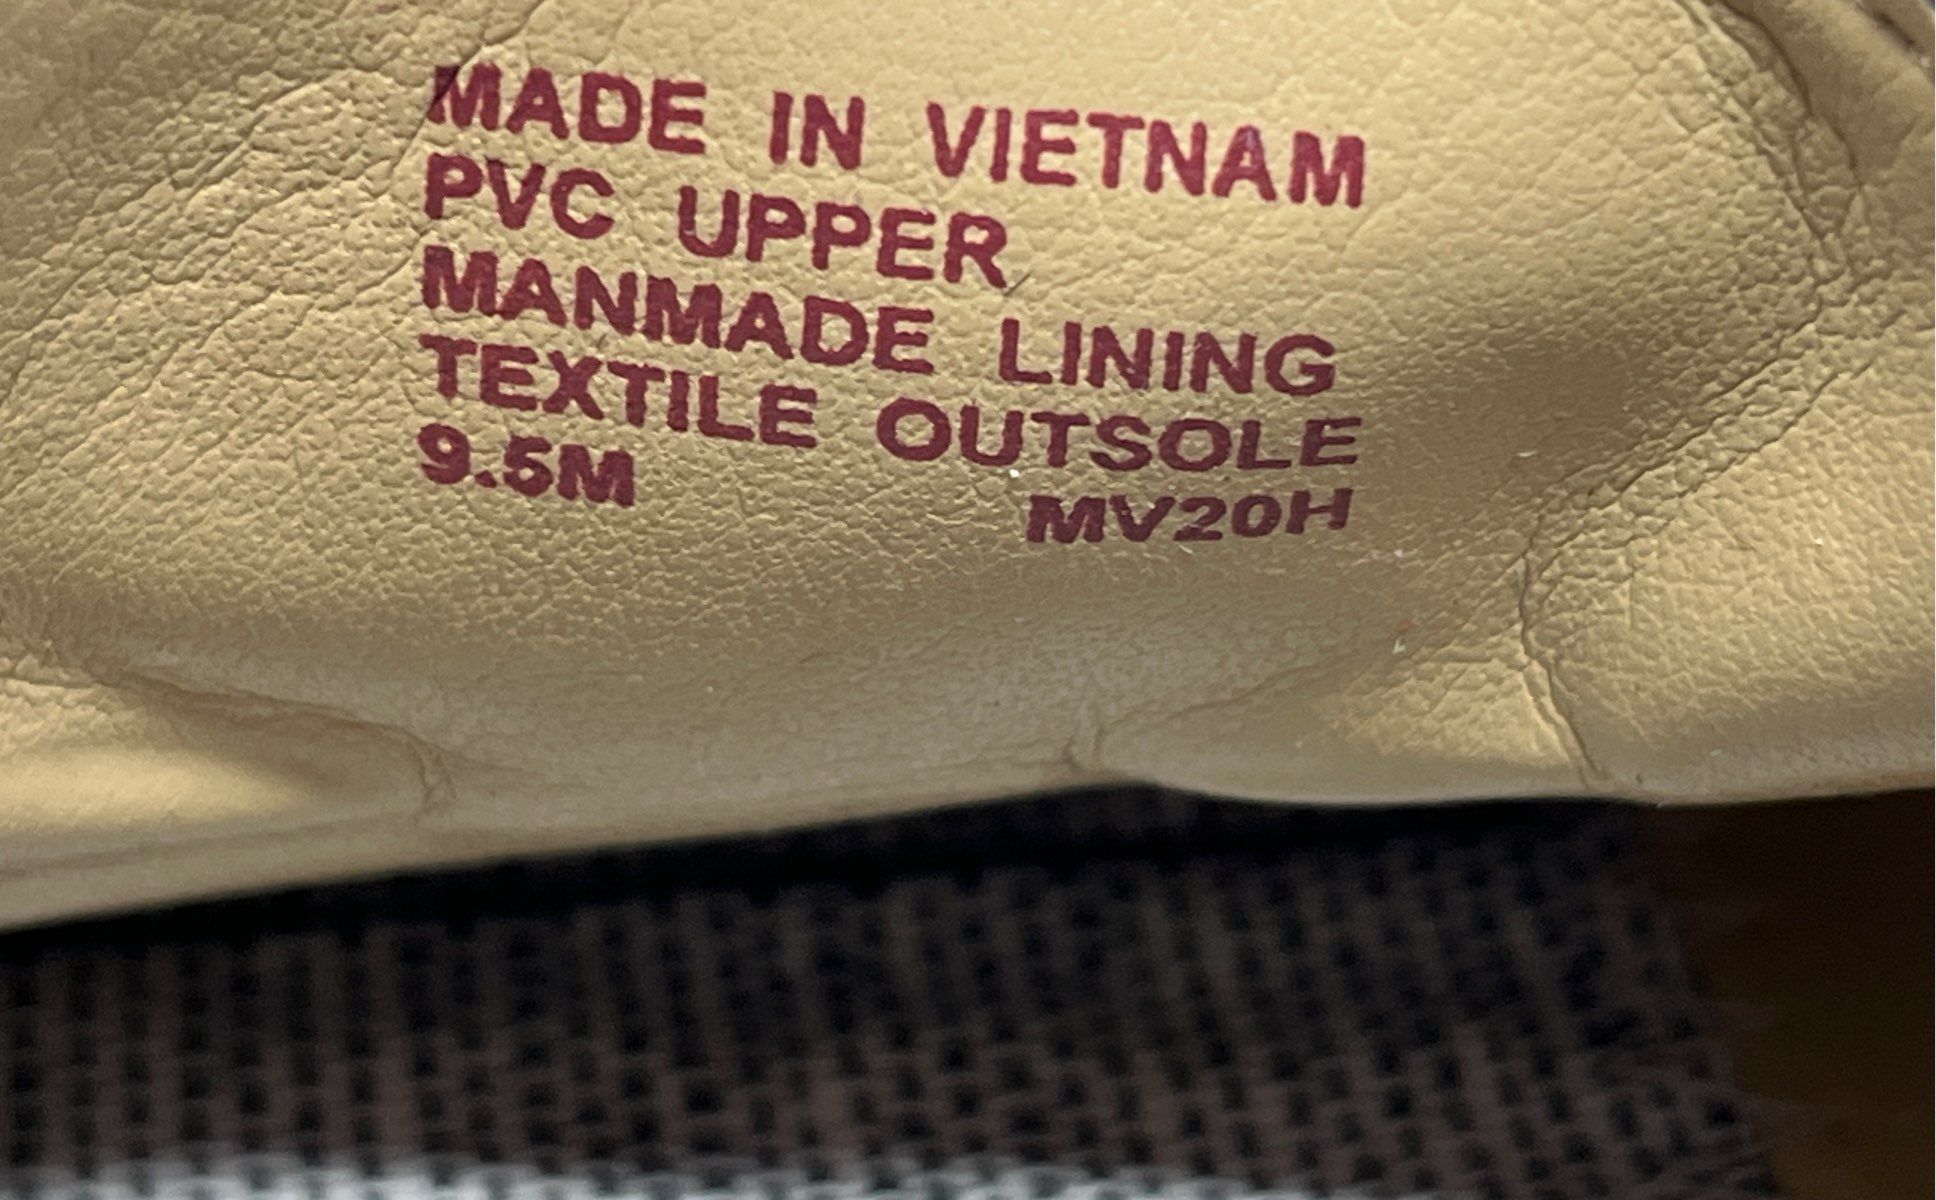 MADE IN VIETNAM
PVC UPPER
MANMADE LINING
TEXTILE OUTSOLE
9.5M MV20H